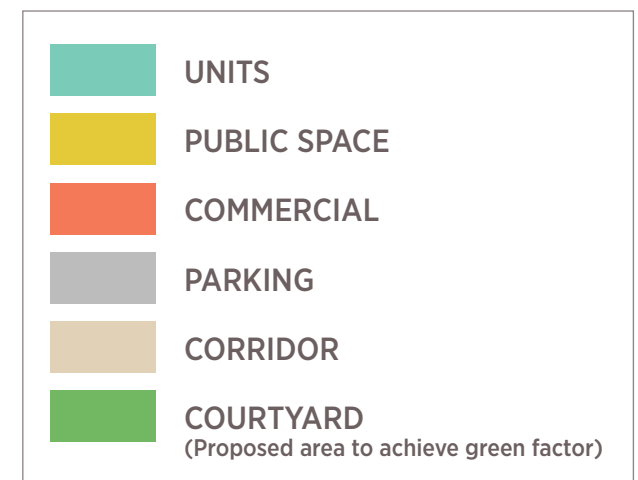 UNITS
PUBLIC SPACE
COMMERCIAL
PARKING
CORRIDOR
COURTYARD
(Proposed area to achieve green factor)